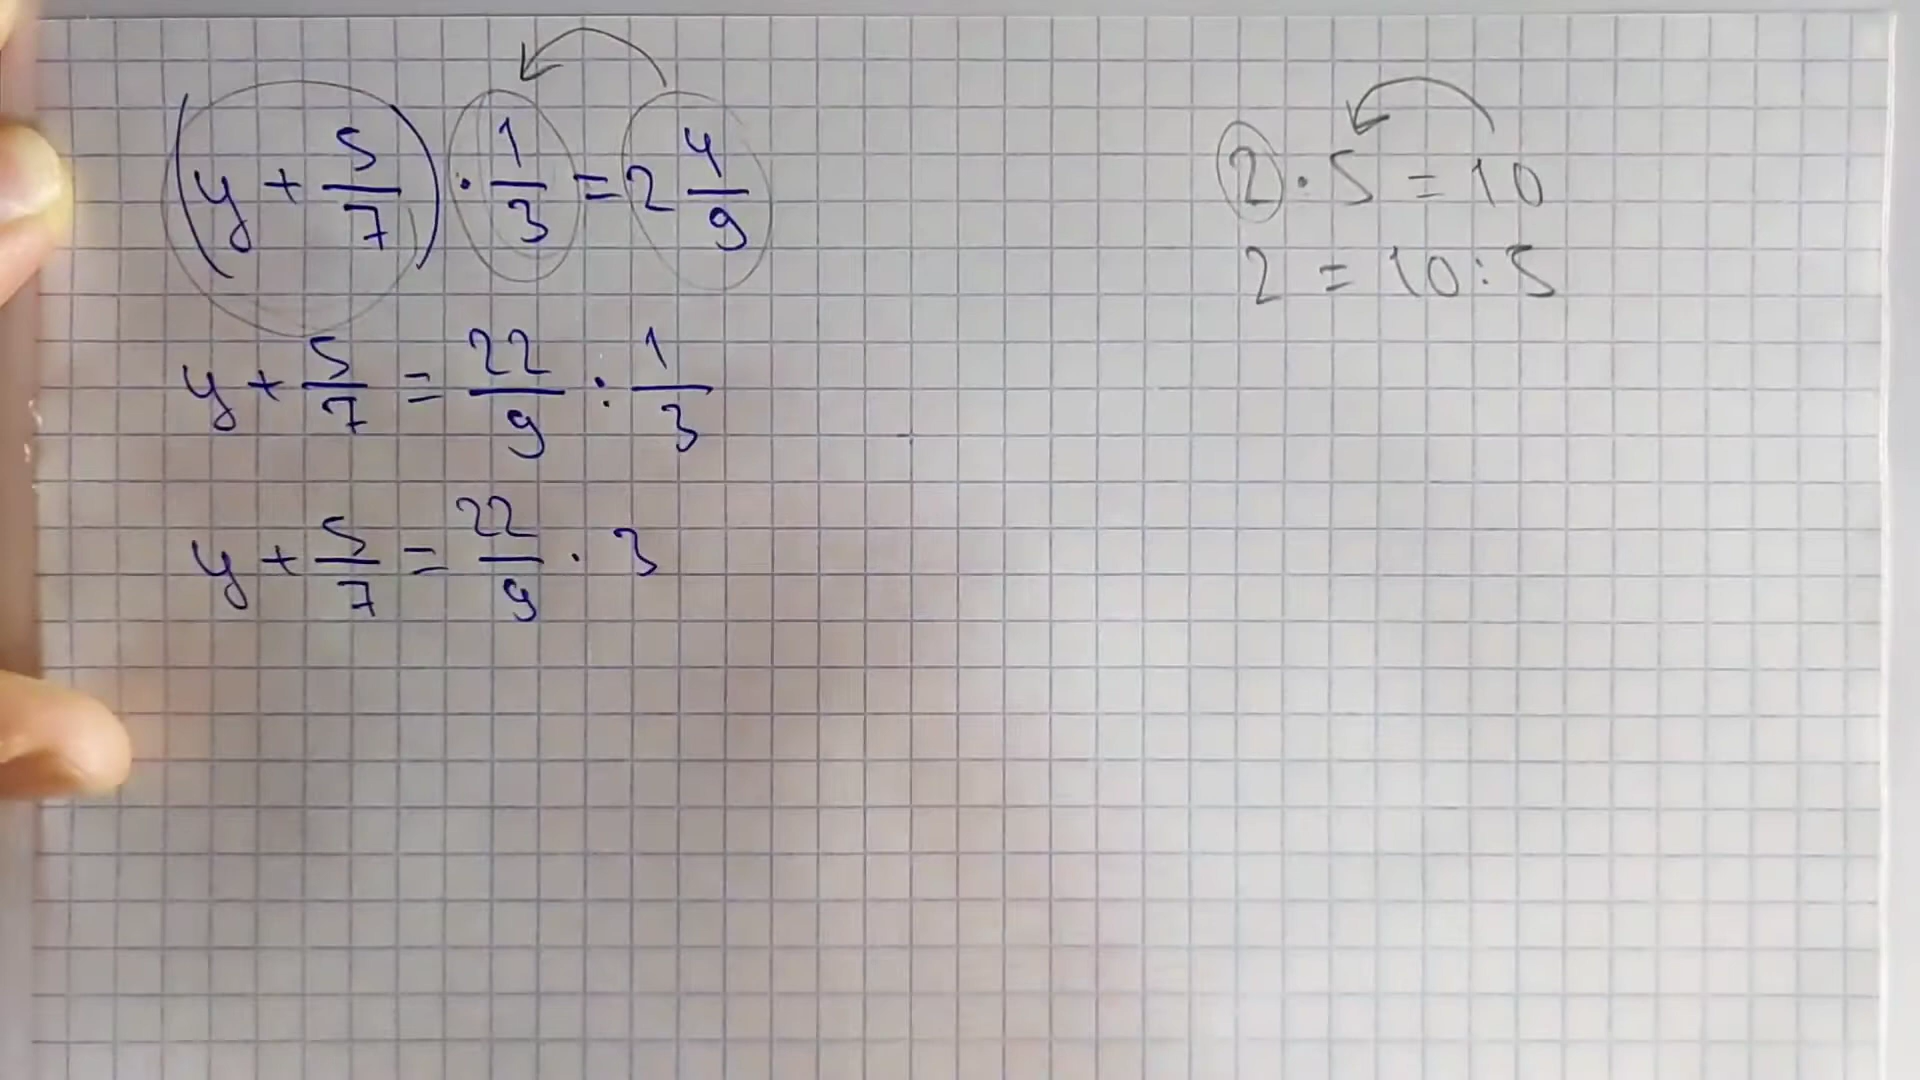 (y + 5/7) · 1/3 = 2 4/9
y + 5/7 = 22/9 : 1/3
y + 5/7 = 22/9 · 3
2 · 5 = 10
2 = 10 : 5